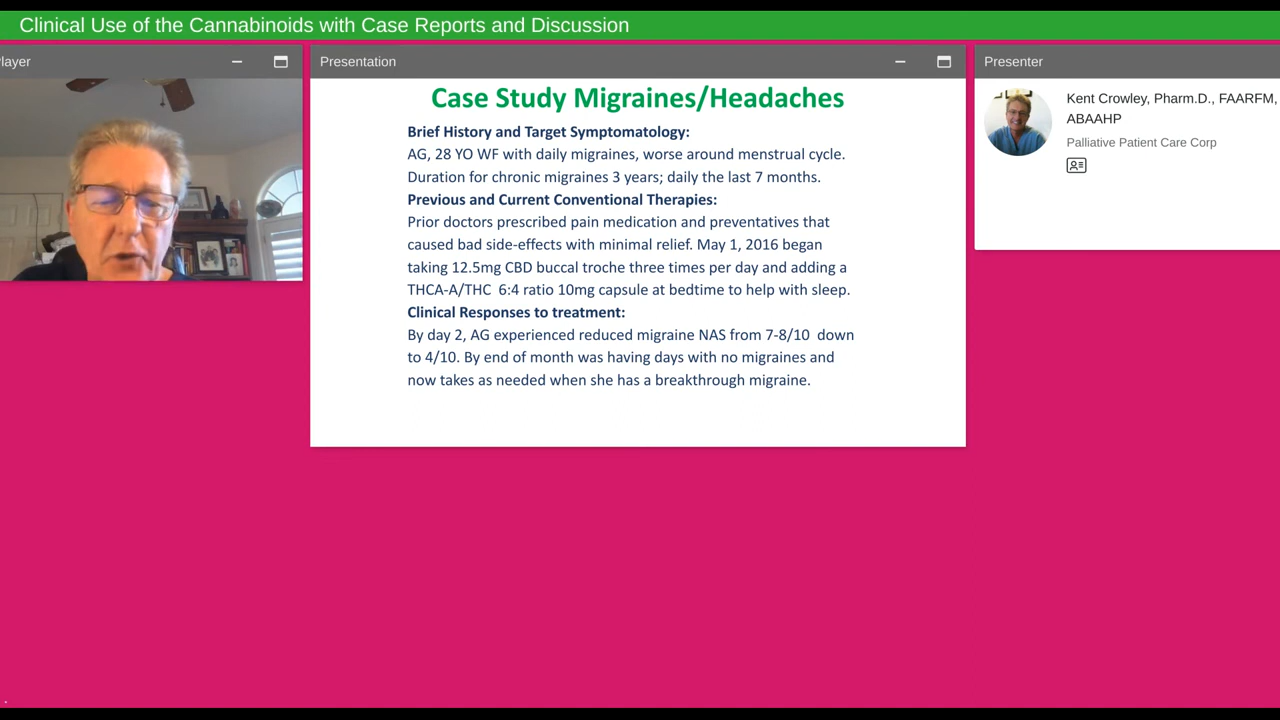 Clinical Use of the Cannabinoids with Case Reports and Discussion
layer
Presentation
Case Study Migraines/Headaches
Brief History and Target Symptomatology:
AG, 28 YO WF with daily migraines, worse around menstrual cycle.
Duration for chronic migraines 3 years; daily the last 7 months.
Previous and Current Conventional Therapies:
Prior doctors prescribed pain medication and preventatives that
caused bad side-effects with minimal relief. May 1, 2016 began
taking 12.5mg CBD buccal troche three times per day and adding a
THCA-A/THC 6:4 ratio 10mg capsule at bedtime to help with sleep.
Clinical Responses to treatment:
By day 2, AG experienced reduced migraine NAS from 7-8/10 down
to 4/10. By end of month was having days with no migraines and
now takes as needed when she has a breakthrough migraine.
Presenter
Kent Crowley, Pharm.D., FAARFM,
ABAAHP
Palliative Patient Care Corp